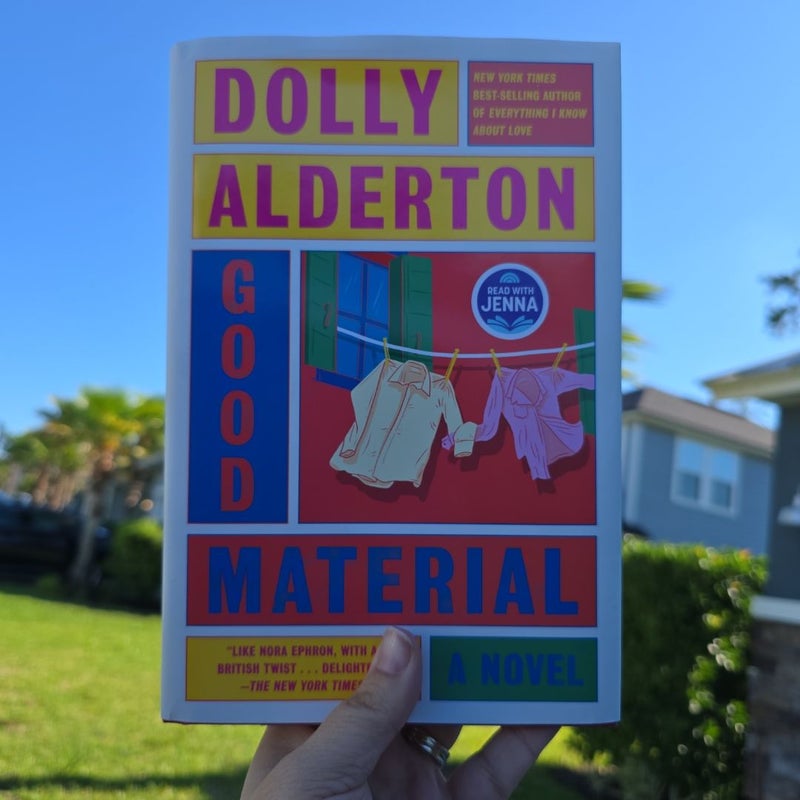 DOLLY
NEW YORK TIMES
BEST-SELLING AUTHOR
OF EVERYTHING I KNOW
ABOUT LOVE
ALDERTON
GOOD
READ WITH
JENNA
MATERIAL
"LIKE NORA EPHRON, WITH A
BRITISH TWIST . . . DELIGHT
—THE NEW YORK TIMES
A NOVEL